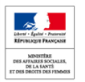 Liberté • Égalité • Fraternité
RÉPUBLIQUE FRANÇAISE
MINISTÈRE
DES AFFAIRES SOCIALES,
DE LA SANTÉ
ET DES DROITS DES FEMMES